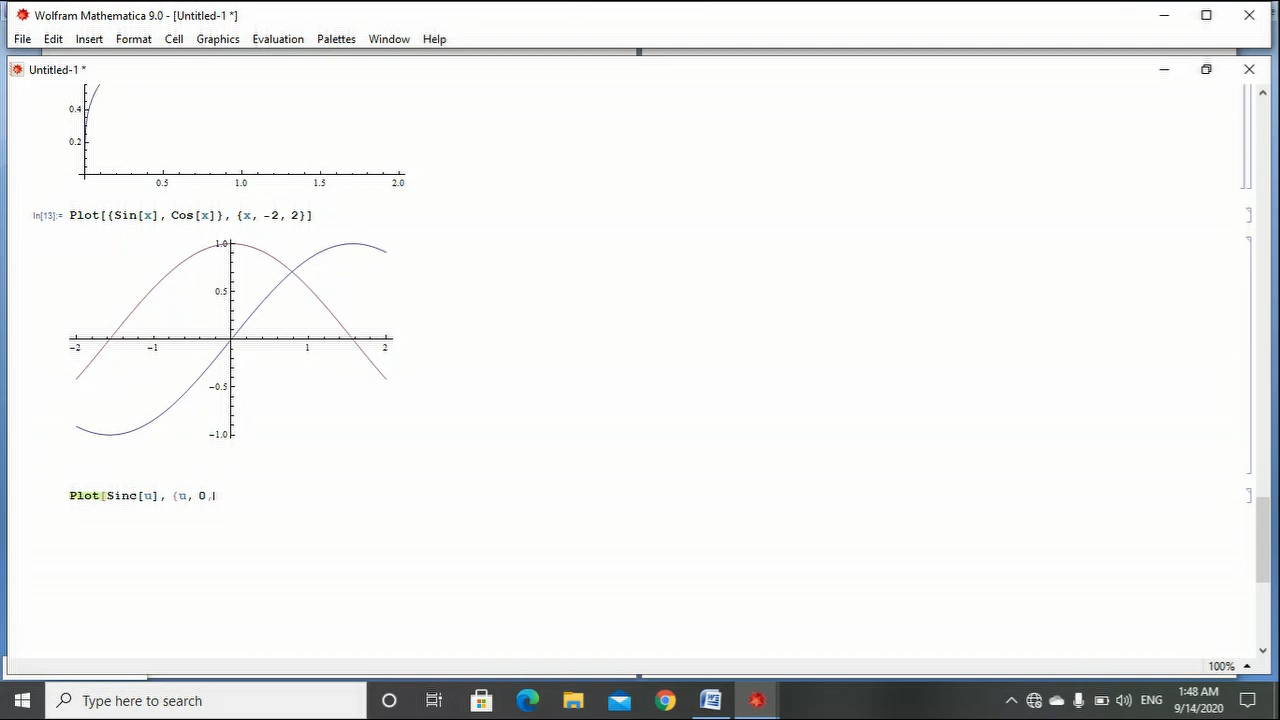 Wolfram Mathematica 9.0 - [Untitled-1 *]
File Edit Insert Format Cell Graphics Evaluation Palettes Window Help
Untitled-1 *
0.4
0.2
0.5 1.0 1.5 2.0
In[13]:= Plot[{Sin[x], Cos[x]}, {x, -2, 2}]
1.0
0.5
-2 -1 1 2
-0.5
-1.0
Plot[Sinc[u], {u, 0,
100%
Type here to search
ENG
1:48 AM
9/14/2020